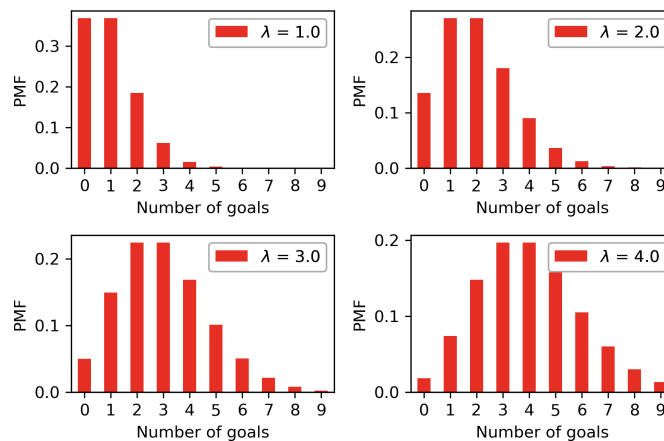 λ = 1.0
PMF
0.3
0.2
0.1
0.0
0 1 2 3 4 5 6 7 8 9
Number of goals
λ = 2.0
PMF
0.2
0.1
0.0
0 1 2 3 4 5 6 7 8 9
Number of goals
λ = 3.0
PMF
0.2
0.1
0.0
0 1 2 3 4 5 6 7 8 9
Number of goals
λ = 4.0
PMF
0.2
0.1
0.0
0 1 2 3 4 5 6 7 8 9
Number of goals